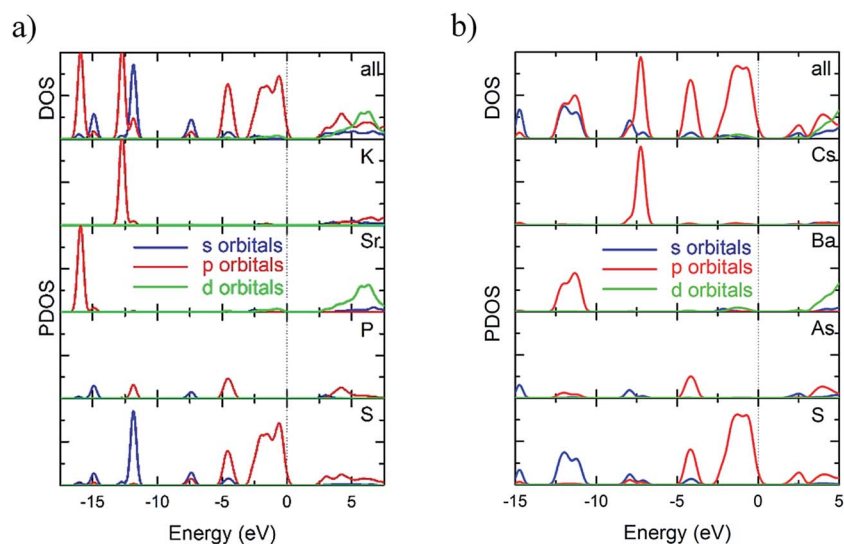 a)
DOS
all
K
Sr
s orbitals
p orbitals
d orbitals
PDOS
P
S
-15 -10 -5 0 5
Energy (eV)
b)
DOS
all
Cs
Ba
s orbitals
p orbitals
d orbitals
PDOS
As
S
-15 -10 -5 0 5
Energy (eV)